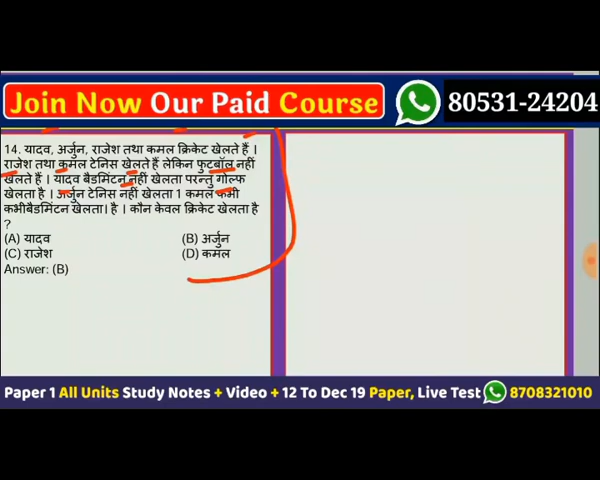 Join Now Our Paid Course 80531-24204
14. यादव, अर्जुन, राजेश तथा कमल क्रिकेट खेलते हैं ।
राजेश तथा कमल टेनिस खेलते हैं लेकिन फुटबॉल नहीं
खेलते हैं । यादव बैडमिंटन नहीं खेलता परन्तु गोल्फ
खेलता है । अर्जुन टेनिस नहीं खेलता 1 कमल कभी
कभीबैडमिंटन खेलता। है । कौन केवल क्रिकेट खेलता है
?
(A) यादव (B) अर्जुन
(C) राजेश (D) कमल
Answer: (B)
Paper 1 All Units Study Notes + Video + 12 To Dec 19 Paper, Live Test 8708321010